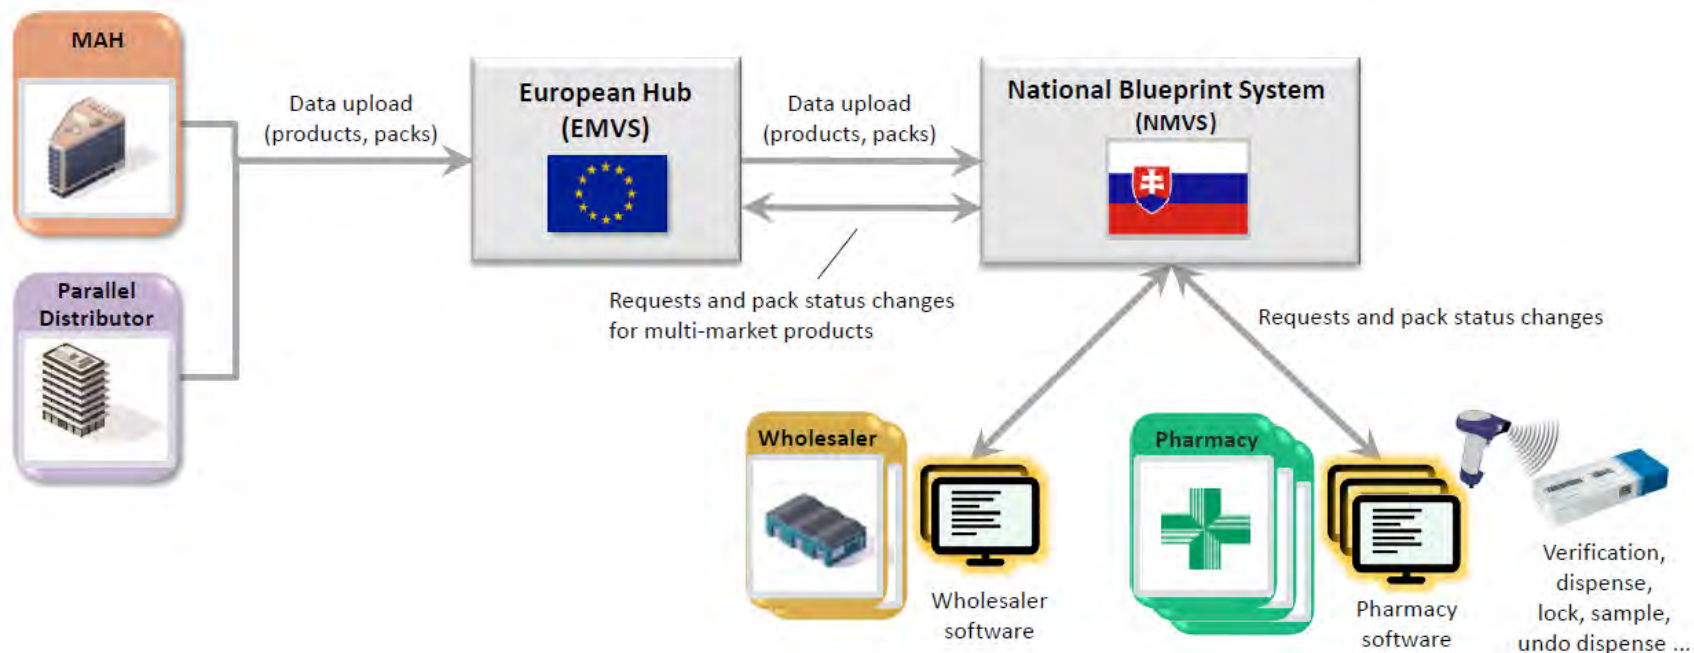 MAH
Data upload
(products, packs)
European Hub
(EMVS)
Data upload
(products, packs)
National Blueprint System
(NMVS)
Parallel
Distributor
Requests and pack status changes
for multi-market products
Requests and pack status changes
Wholesaler
Wholesaler
software
Pharmacy
Pharmacy
software
Verification,
dispense,
lock, sample,
undo dispense ...